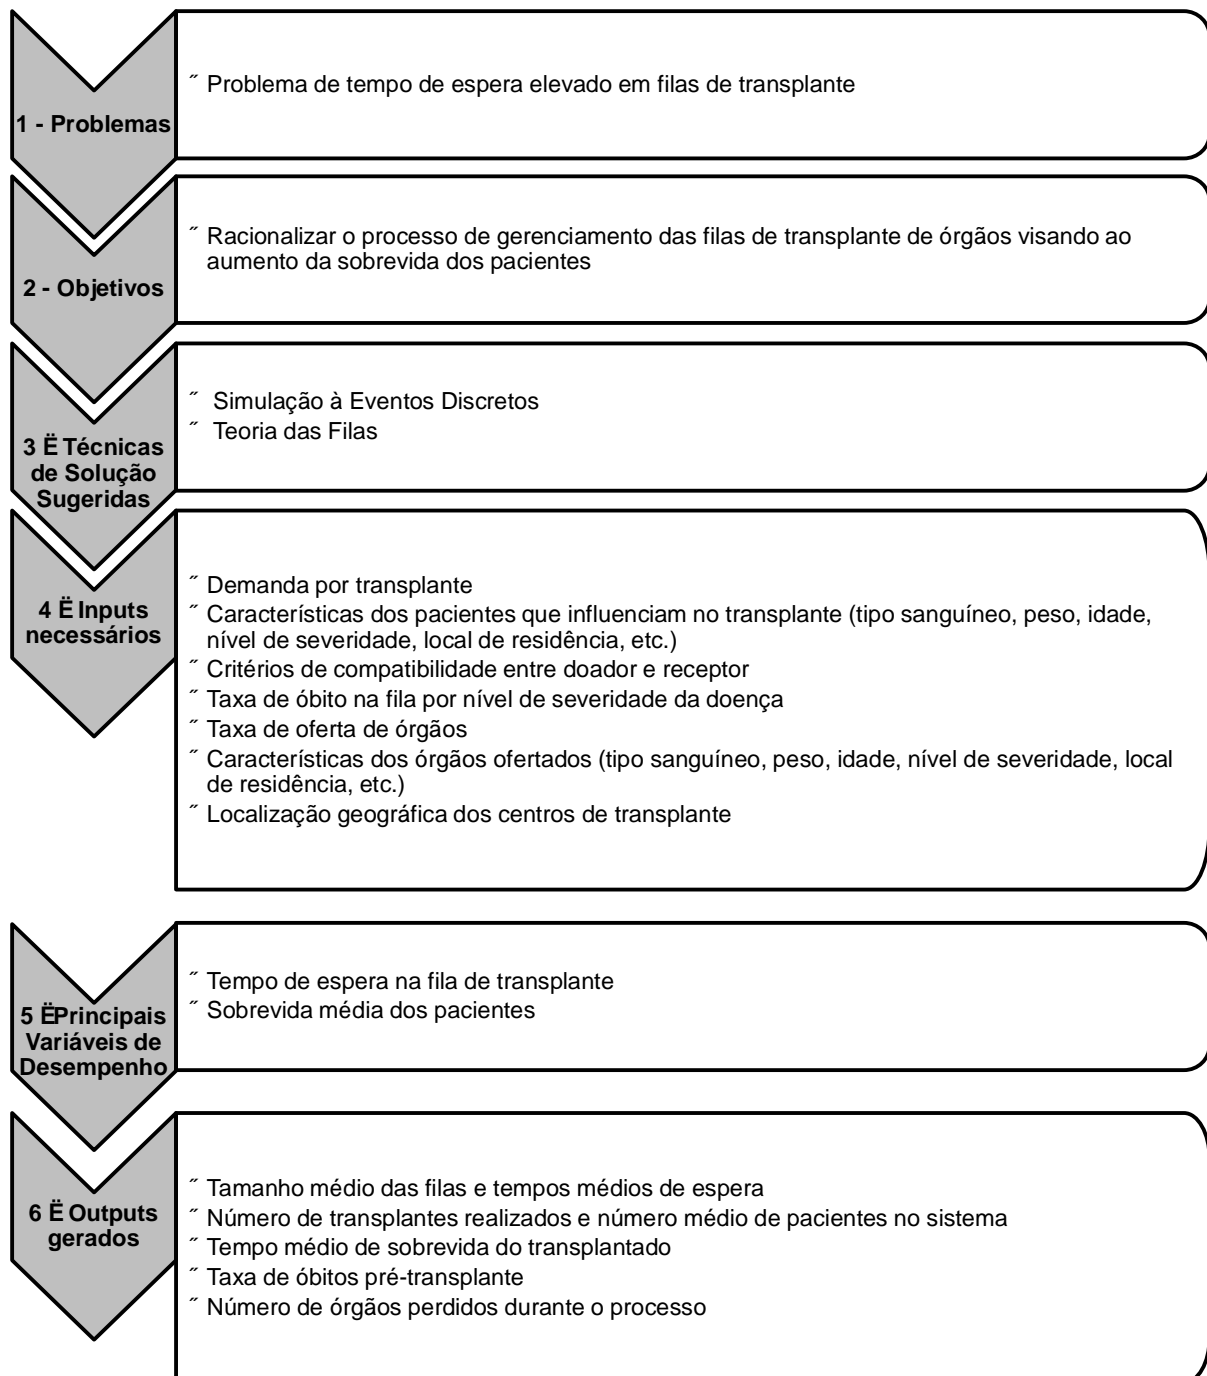 1 - Problemas
˝ Problema de tempo de espera elevado em filas de transplante
2 - Objetivos
˝ Racionalizar o processo de gerenciamento das filas de transplante de órgãos visando ao
aumento da sobrevida dos pacientes
3 Ë Técnicas
de Solução
Sugeridas
˝ Simulação à Eventos Discretos
˝ Teoria das Filas
4 Ë Inputs
necessários
˝ Demanda por transplante
˝ Características dos pacientes que influenciam no transplante (tipo sanguíneo, peso, idade,
nível de severidade, local de residência, etc.)
˝ Critérios de compatibilidade entre doador e receptor
˝ Taxa de óbito na fila por nível de severidade da doença
˝ Taxa de oferta de órgãos
˝ Características dos órgãos ofertados (tipo sanguíneo, peso, idade, nível de severidade, local
de residência, etc.)
˝ Localização geográfica dos centros de transplante
5 ËPrincipais
Variáveis de
Desempenho
˝ Tempo de espera na fila de transplante
˝ Sobrevida média dos pacientes
6 Ë Outputs
gerados
˝ Tamanho médio das filas e tempos médios de espera
˝ Número de transplantes realizados e número médio de pacientes no sistema
˝ Tempo médio de sobrevida do transplantado
˝ Taxa de óbitos pré-transplante
˝ Número de órgãos perdidos durante o processo